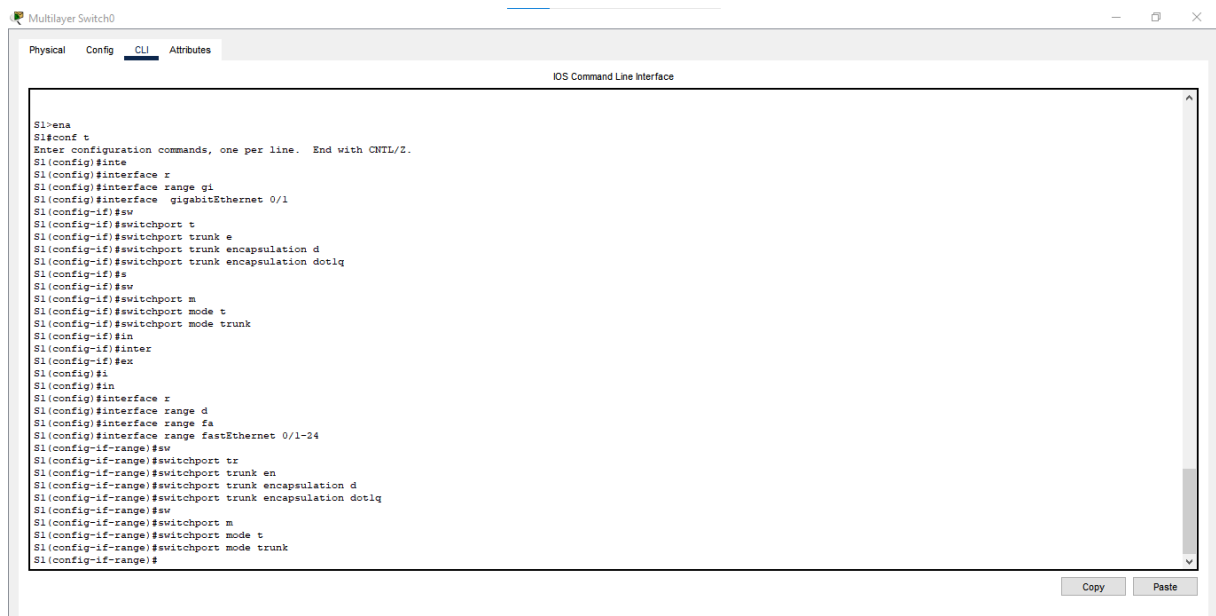 Multilayer Switch0
Physical Config CLI Attributes
IOS Command Line Interface
S1>ena
S1#conf t
Enter configuration commands, one per line.  End with CNTL/Z.
S1(config)#inte
S1(config)#interface r
S1(config)#interface range gi
S1(config)#interface  gigabitEthernet 0/1
S1(config-if)#sw
S1(config-if)#switchport t
S1(config-if)#switchport trunk e
S1(config-if)#switchport trunk encapsulation d
S1(config-if)#switchport trunk encapsulation dot1q
S1(config-if)#s
S1(config-if)#sw
S1(config-if)#switchport m
S1(config-if)#switchport mode t
S1(config-if)#switchport mode trunk
S1(config-if)#in
S1(config-if)#inter
S1(config-if)#ex
S1(config)#i
S1(config)#in
S1(config)#interface r
S1(config)#interface range d
S1(config)#interface range fa
S1(config)#interface range fastEthernet 0/1-24
S1(config-if-range)#sw
S1(config-if-range)#switchport tr
S1(config-if-range)#switchport trunk en
S1(config-if-range)#switchport trunk encapsulation d
S1(config-if-range)#switchport trunk encapsulation dot1q
S1(config-if-range)#sw
S1(config-if-range)#switchport m
S1(config-if-range)#switchport mode t
S1(config-if-range)#switchport mode trunk
S1(config-if-range)#
Copy Paste